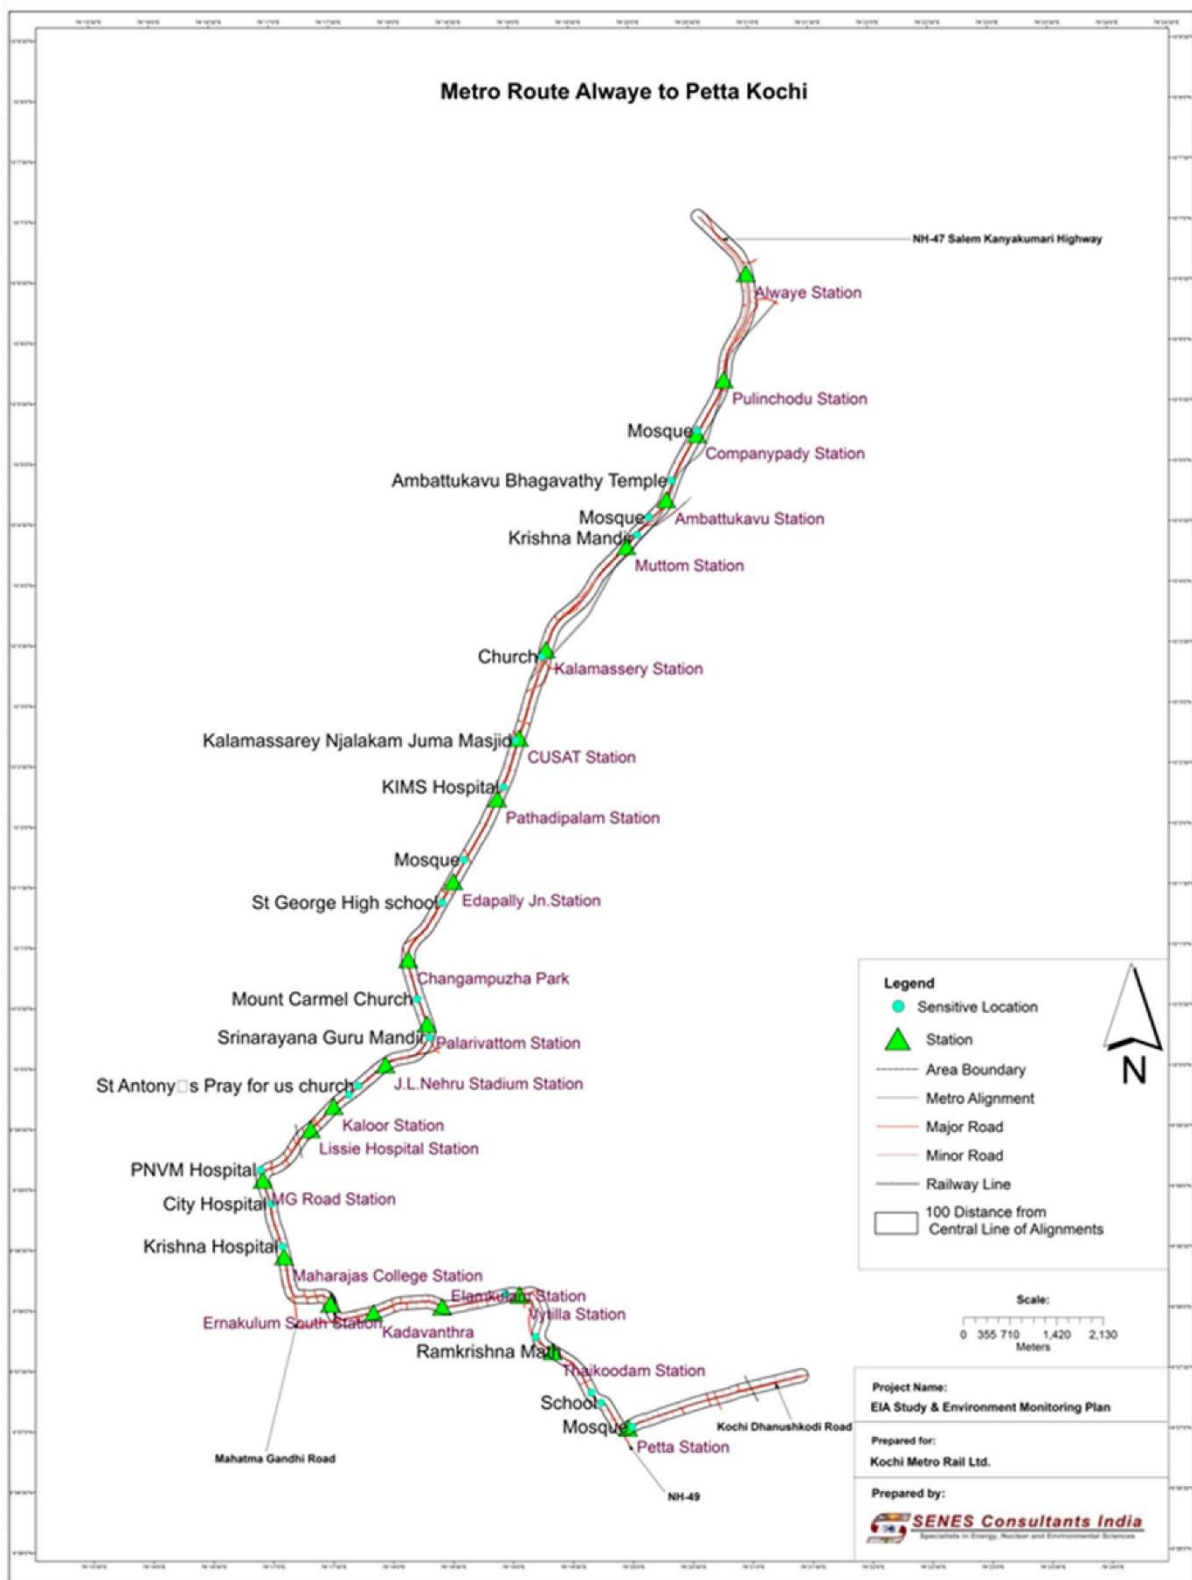 Metro Route Alwaye to Petta Kochi
NH-47 Salem Kanyakumari Highway
Alwaye Station
Pulinchodu Station
Mosque
Companypady Station
Ambattukavu Bhagavathy Temple
Mosque
Ambattukavu Station
Krishna Mandir
Muttom Station
Church
Kalamassery Station
Kalamassarey Njalakam Juma Masjid
CUSAT Station
KIMS Hospital
Pathadipalam Station
Mosque
Edapally Jn.Station
St George High school
Changampuzha Park
Mount Carmel Church
Srinarayana Guru Mandir
Palarivattom Station
J.L.Nehru Stadium Station
St Antony□s Pray for us church
Kaloor Station
Lissie Hospital Station
PNVM Hospital
MG Road Station
City Hospital
Krishna Hospital
Maharajas College Station
Elamkulam Station
Vytilla Station
Ernakulum South Station
Kadavanthra
Ramkrishna Math
Thaikoodam Station
School
Mosque
Kochi Dhanushkodi Road
Petta Station
Mahatma Gandhi Road
NH-49
Legend
Sensitive Location
Station
Area Boundary
Metro Alignment
Major Road
Minor Road
Railway Line
100 Distance from
Central Line of Alignments
N
Scale:
0 355 710 1,420 2,130
Meters
Project Name:
EIA Study & Environment Monitoring Plan
Prepared for:
Kochi Metro Rail Ltd.
Prepared by:
SENES Consultants India
Specialists in Energy, Nuclear and Environmental Sciences